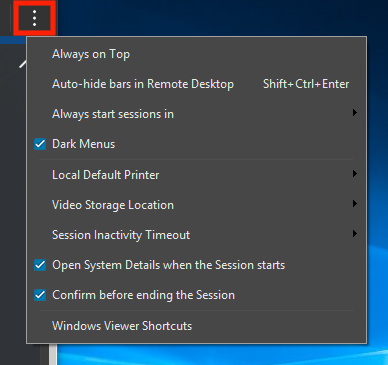 Always on Top
Auto-hide bars in Remote Desktop Shift+Ctrl+Enter
Always start sessions in
Dark Menus
Local Default Printer
Video Storage Location
Session Inactivity Timeout
Open System Details when the Session starts
Confirm before ending the Session
Windows Viewer Shortcuts